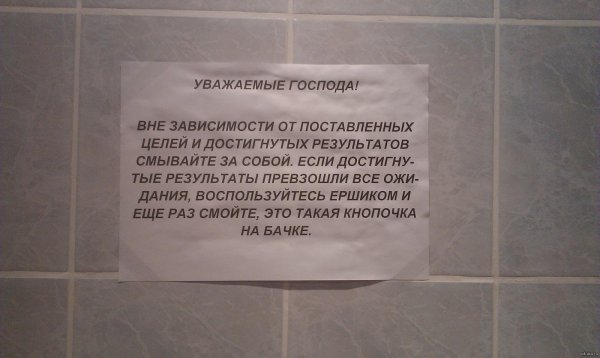 УВАЖАЕМЫЕ ГОСПОДА!
ВНЕ ЗАВИСИМОСТИ ОТ ПОСТАВЛЕННЫХ
ЦЕЛЕЙ И ДОСТИГНУТЫХ РЕЗУЛЬТАТОВ
СМЫВАЙТЕ ЗА СОБОЙ. ЕСЛИ ДОСТИГНУ-
ТЫЕ РЕЗУЛЬТАТЫ ПРЕВЗОШЛИ ВСЕ ОЖИ-
ДАНИЯ, ВОСПОЛЬЗУЙТЕСЬ ЕРШИКОМ И
ЕЩЕ РАЗ СМОЙТЕ, ЭТО ТАКАЯ КНОПОЧКА
НА БАЧКЕ.